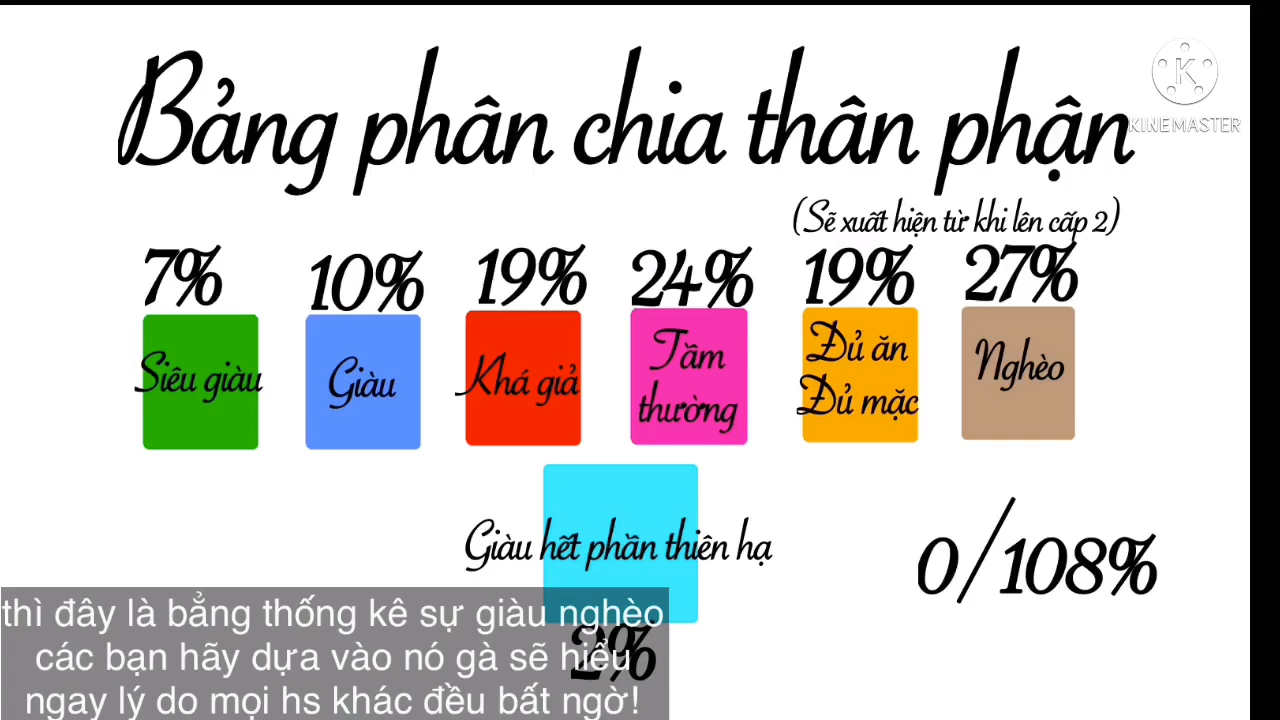 Bảng phân chia thân phận
KINEMASTER
(Sẽ xuất hiện từ khi lên cấp 2)
7% 10% 19% 24% 19% 27%
Siêu giàu
Giàu
Khá giả
Tầm
thường
Đủ ăn
Đủ mặc
Nghèo
Giàu hết phần thiên hạ
0/108%
2%
thì đây là bảng thống kê sự giàu nghèo
các bạn hãy dựa vào nó gà sẽ hiểu
ngay lý do mọi hs khác đều bất ngờ!